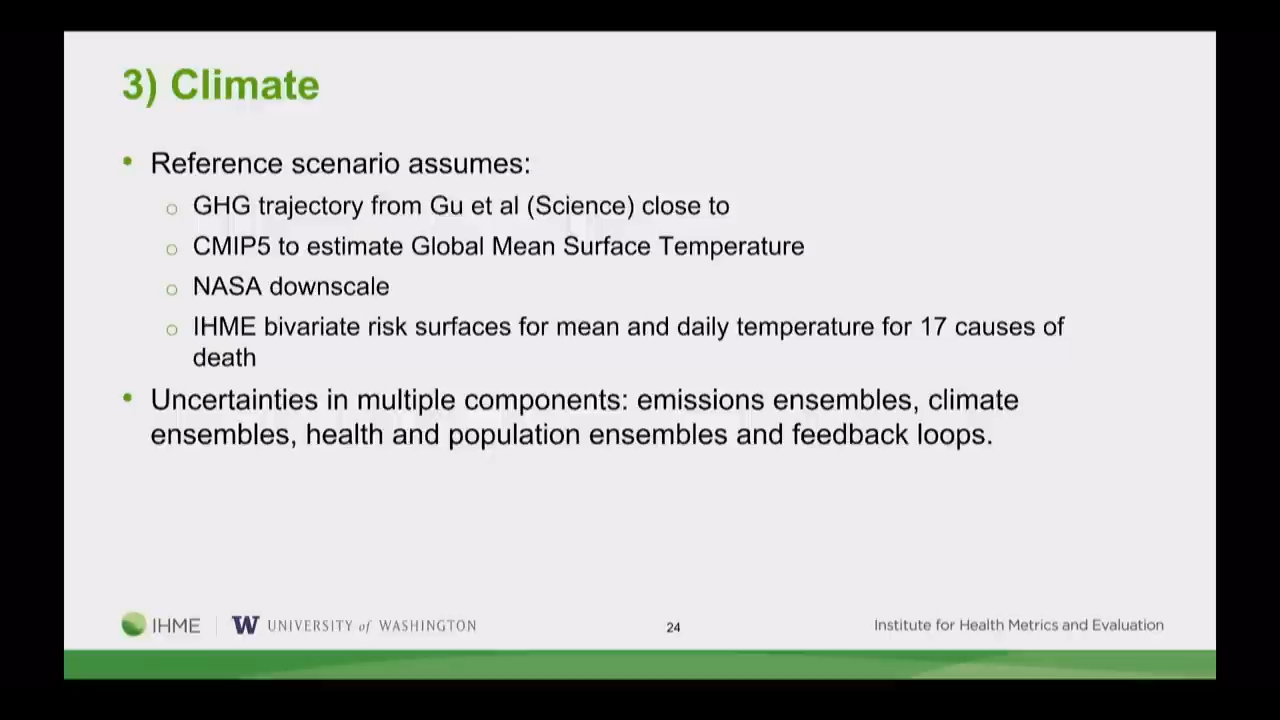 3) Climate
• Reference scenario assumes:
o GHG trajectory from Gu et al (Science) close to
o CMIP5 to estimate Global Mean Surface Temperature
o NASA downscale
o IHME bivariate risk surfaces for mean and daily temperature for 17 causes of
death
• Uncertainties in multiple components: emissions ensembles, climate
ensembles, health and population ensembles and feedback loops.
IHME | W UNIVERSITY of WASHINGTON
24
Institute for Health Metrics and Evaluation